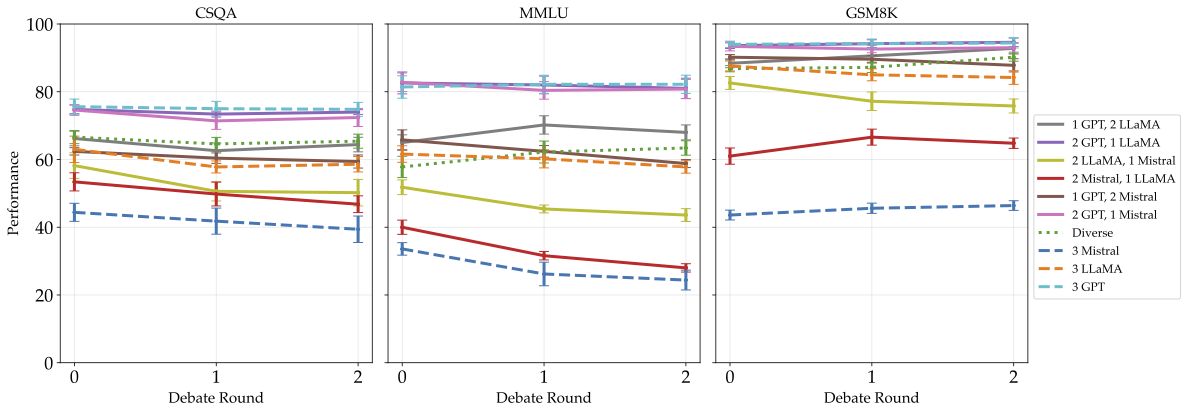 CSQA
MMLU
GSM8K
Performance
100
80
60
40
20
0
0 1 2
0 1 2
0 1 2
Debate Round
Debate Round
Debate Round
1 GPT, 2 LLaMA
2 GPT, 1 LLaMA
2 LLaMA, 1 Mistral
2 Mistral, 1 LLaMA
1 GPT, 2 Mistral
2 GPT, 1 Mistral
Diverse
3 Mistral
3 LLaMA
3 GPT